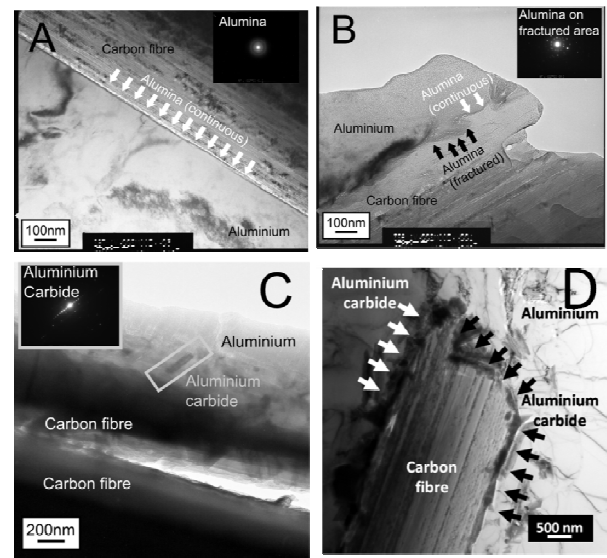 A
Alumina
Carbon fibre
Alumina (continuous)
Aluminium
100nm
B
Alumina on
fractured area
Alumina
(continuous)
Aluminium
Alumina
(fractured)
Carbon fibre
100nm
Aluminium
Carbide
C
Aluminium
Aluminium
carbide
Carbon fibre
Carbon fibre
200nm
Aluminium
carbide
D
Aluminium
Aluminium
carbide
Carbon
fibre
500 nm